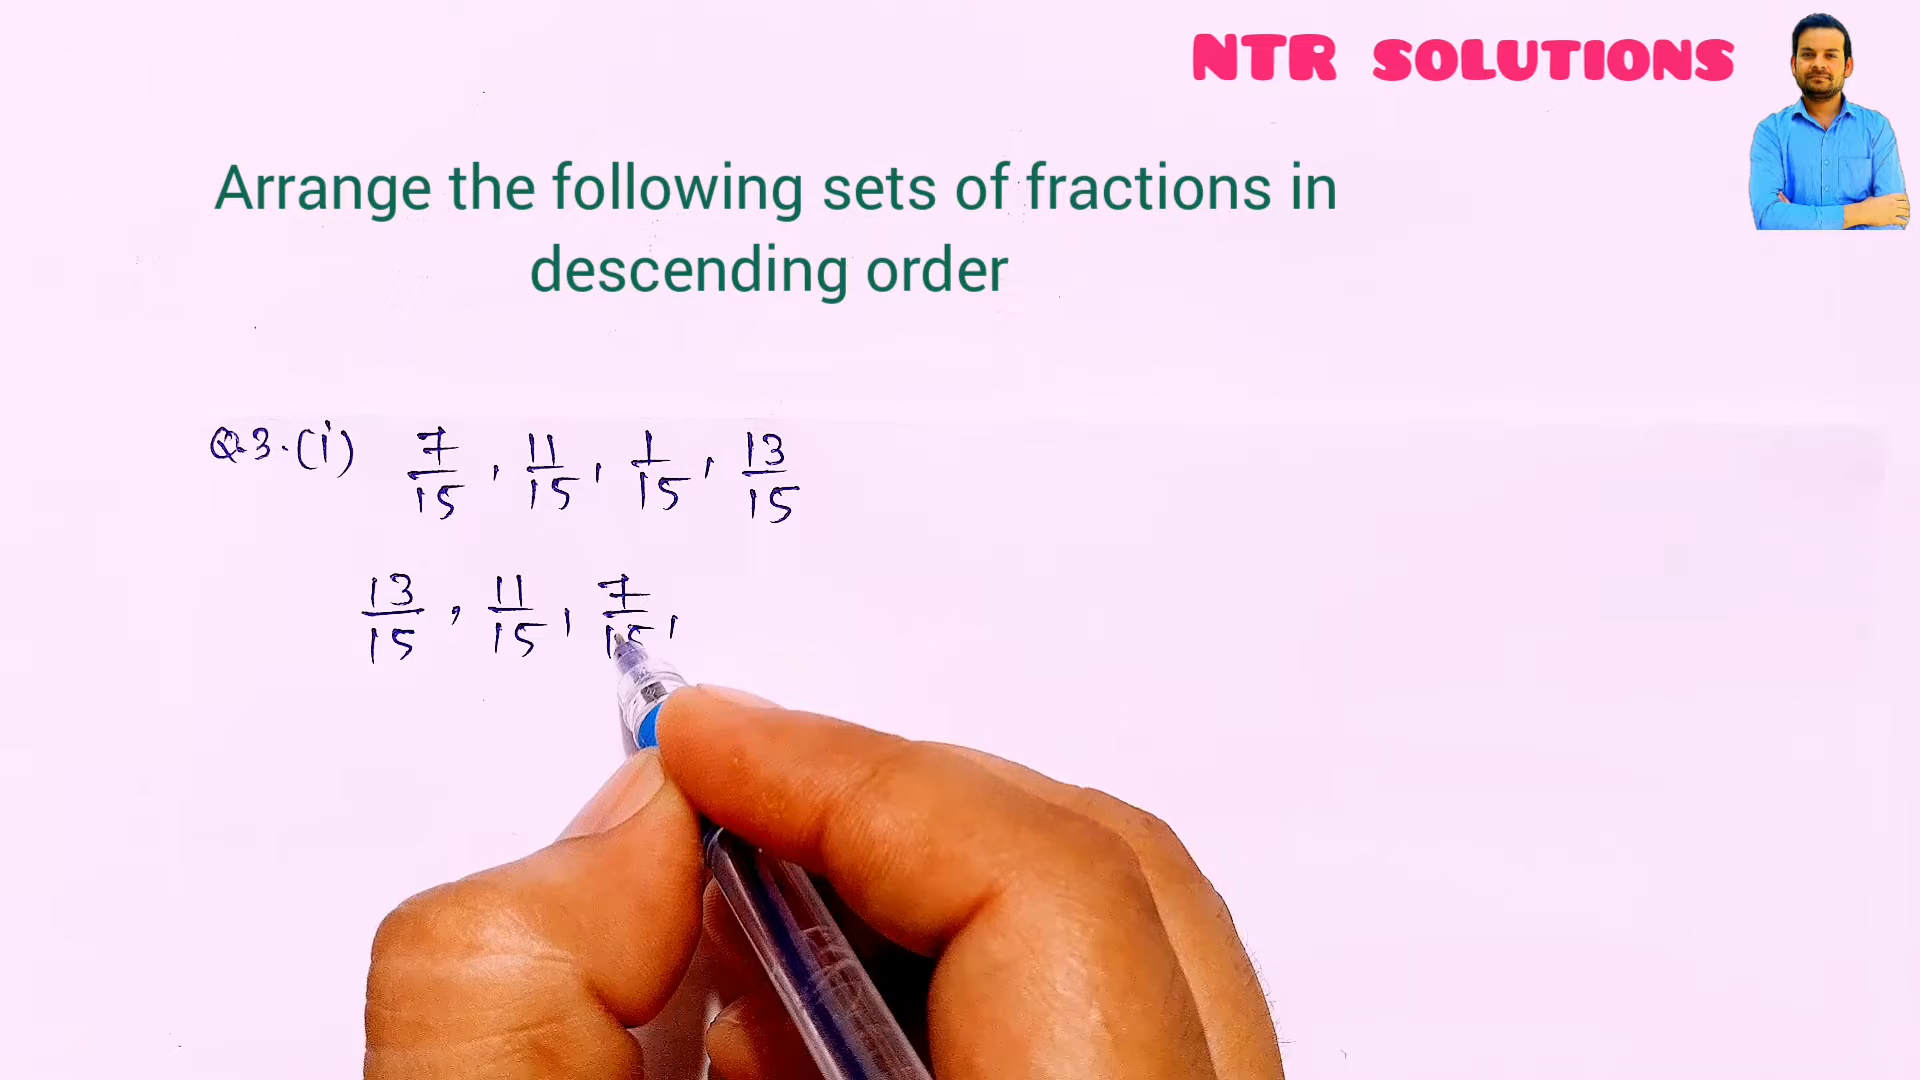 NTR SOLUTIONS
Arrange the following sets of fractions in
descending order
Q.3.(i) 7/15, 11/15, 1/15, 13/15
13/15, 11/15, 7/15,